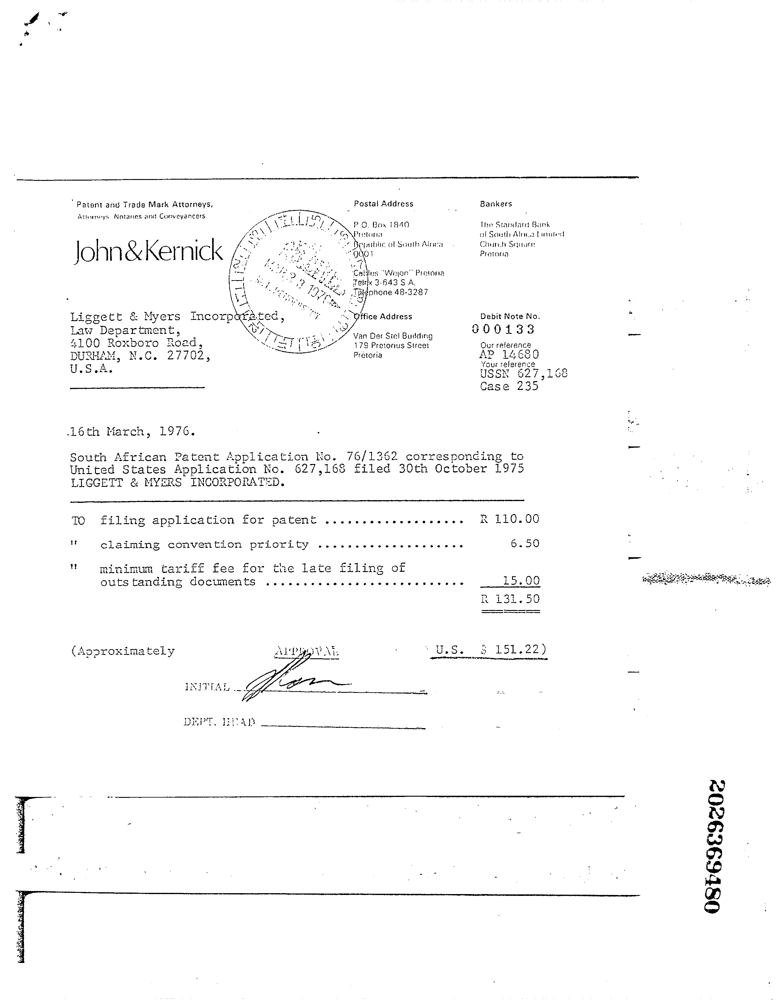 Patent and Trade Mark Attorneys,
Attorneys Notaries and Conveyancers
John & Kernick
Postal Address
P.O. Box 1840
Pretoria
Republic of South Africa
0001
Cables "Wejon" Pretoria
Telex 3-643 S.A.
Telephone 48-3287
Office Address
Van Der Stel Building
179 Pretorius Street
Pretoria
Bankers
The Standard Bank
of South Africa Limited
Church Square
Pretoria
Debit Note No.
000133
Our reference
AP 14680
Your reference
USSN 627,168
Case 235
Liggett & Myers Incorporated,
Law Department,
4100 Roxboro Road,
DURHAM, N.C. 27702,
U.S.A.
16th March, 1976.
South African Patent Application No. 76/1362 corresponding to
United States Application No. 627,168 filed 30th October 1975
LIGGETT & MYERS INCORPORATED.
TO filing application for patent ................... R 110.00
" claiming convention priority .................... 6.50
" minimum tariff fee for the late filing of
outstanding documents ........................... 15.00
R 131.50
(Approximately U.S. $ 151.22)
APPROVAL
INITIAL
DEPT. HEAD
2026369480